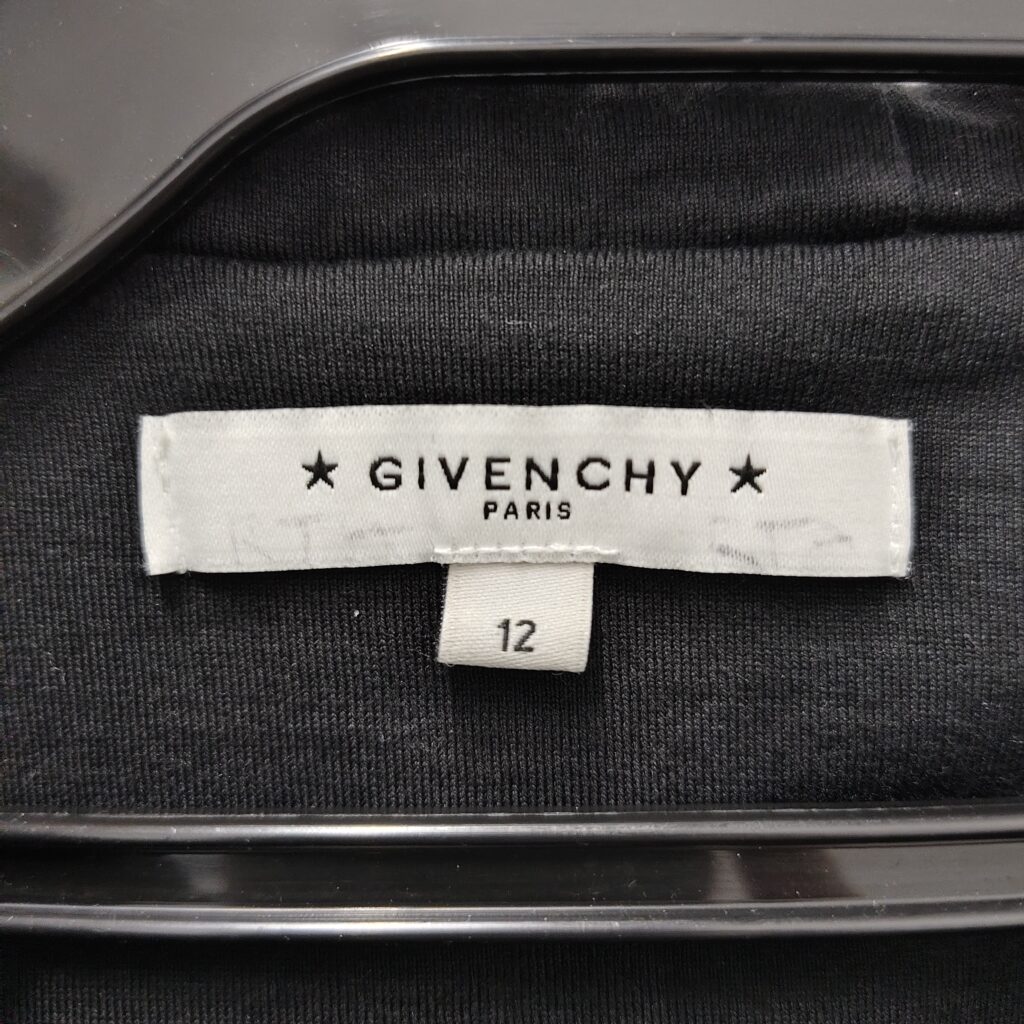 ★ GIVENCHY ★
PARIS
12